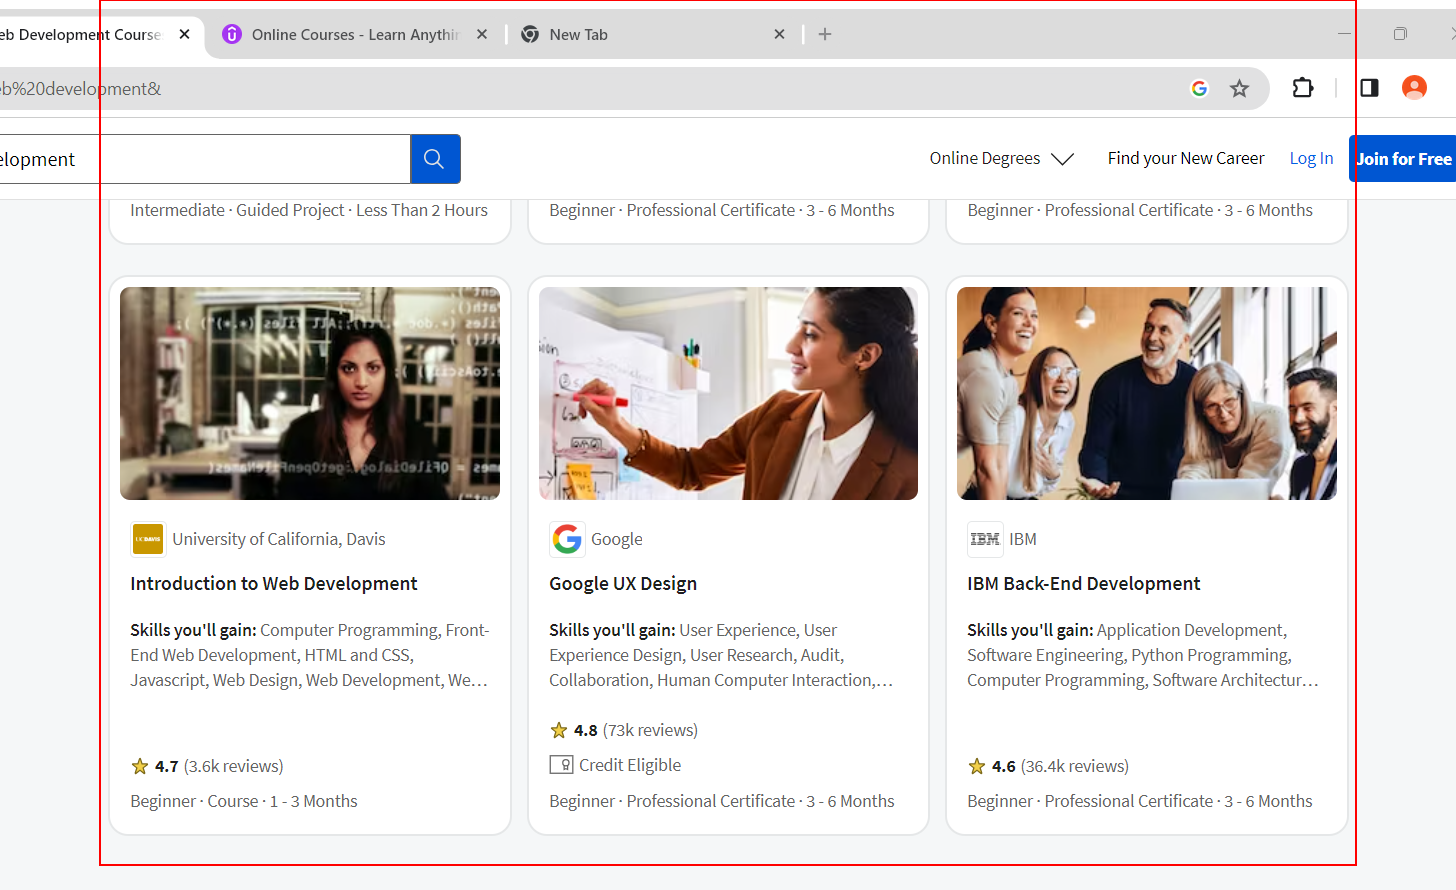 eb Development Course
Online Courses - Learn Anythin
New Tab
eb%20development&
elopment
Online Degrees
Find your New Career
Log In
Join for Free
Intermediate · Guided Project · Less Than 2 Hours
Beginner · Professional Certificate · 3 - 6 Months
Beginner · Professional Certificate · 3 - 6 Months
UCDAVIS
University of California, Davis
Introduction to Web Development
Skills you'll gain: Computer Programming, Front-
End Web Development, HTML and CSS,
Javascript, Web Design, Web Development, We…
4.7 (3.6k reviews)
Beginner · Course · 1 - 3 Months
Google
Google UX Design
Skills you'll gain: User Experience, User
Experience Design, User Research, Audit,
Collaboration, Human Computer Interaction,…
4.8 (73k reviews)
Credit Eligible
Beginner · Professional Certificate · 3 - 6 Months
IBM
IBM
IBM Back-End Development
Skills you'll gain: Application Development,
Software Engineering, Python Programming,
Computer Programming, Software Architectur…
4.6 (36.4k reviews)
Beginner · Professional Certificate · 3 - 6 Months